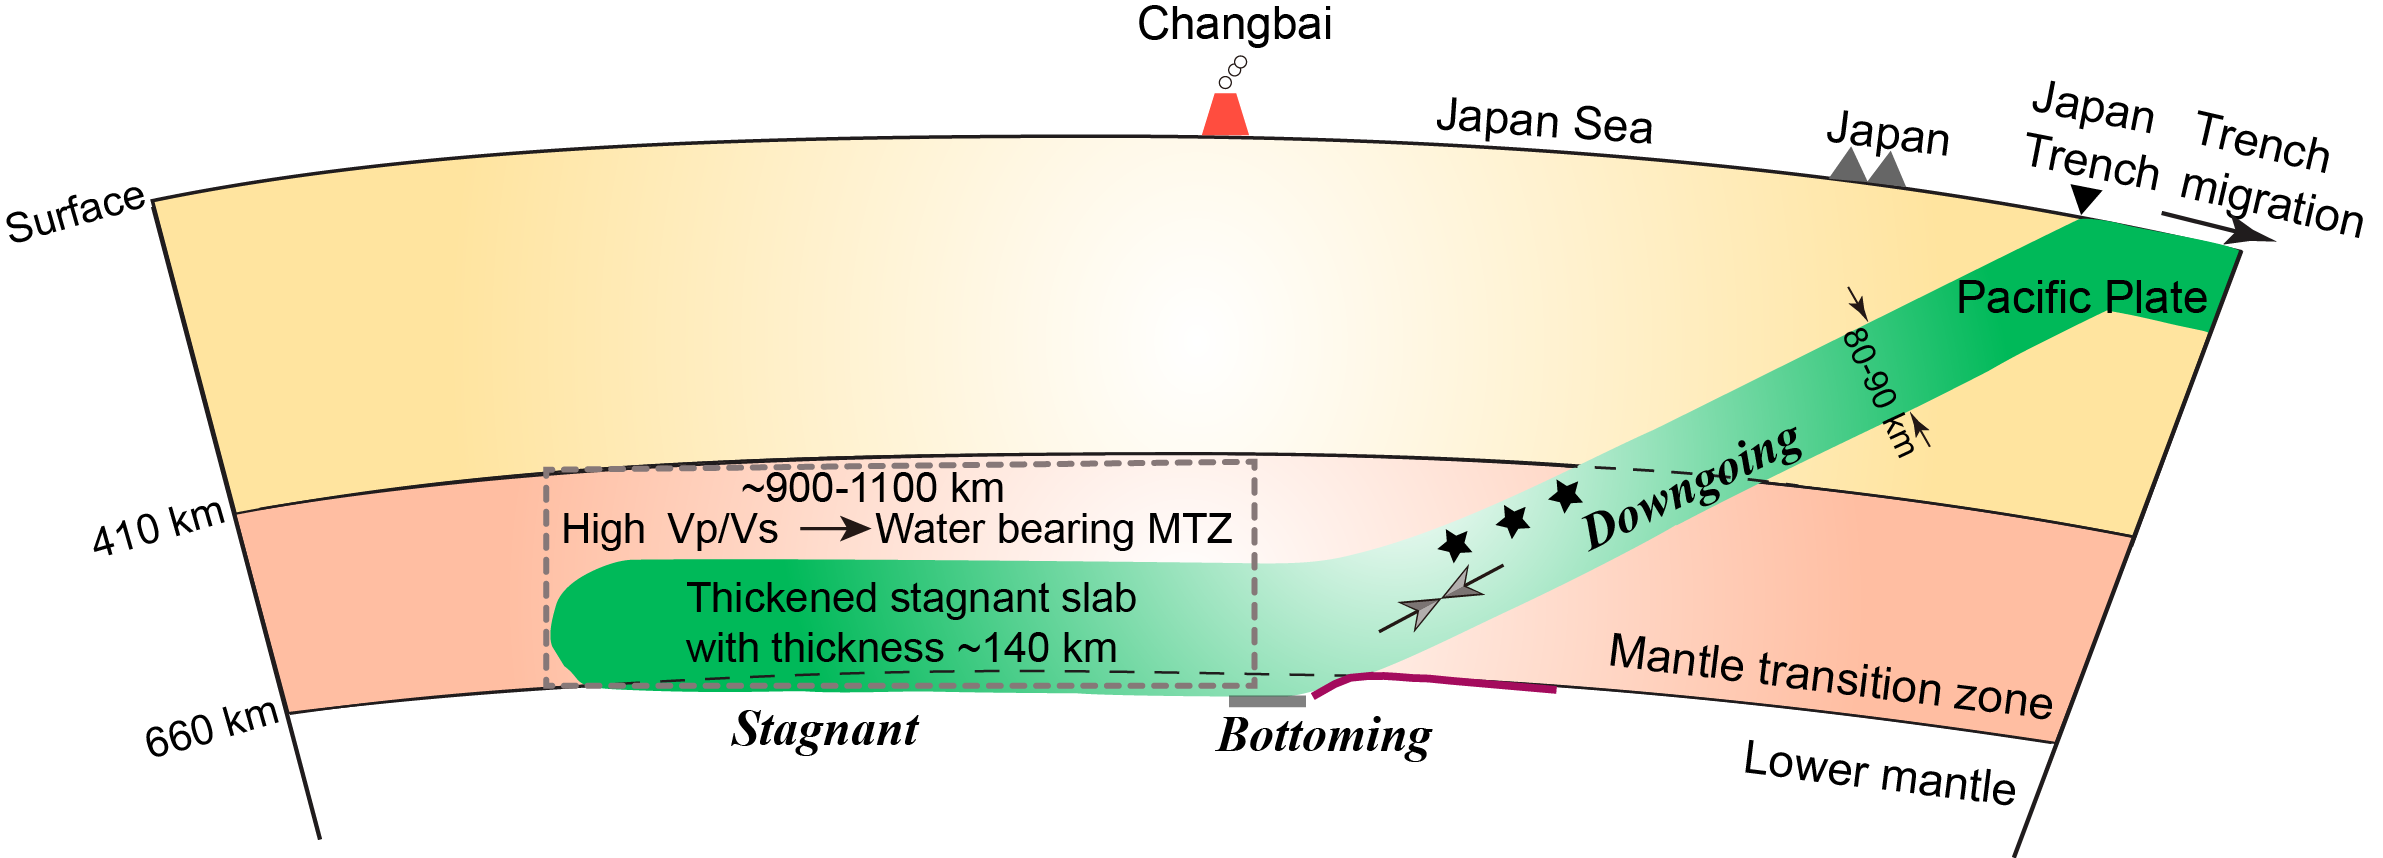 Changbai
Japan Sea
Japan
Japan
Trench
Trench
migration
Surface
Pacific Plate
80-90 km
Downgoing
410 km
~900-1100 km
High Vp/Vs → Water bearing MTZ
Thickened stagnant slab
with thickness ~140 km
Mantle transition zone
660 km
Stagnant
Bottoming
Lower mantle